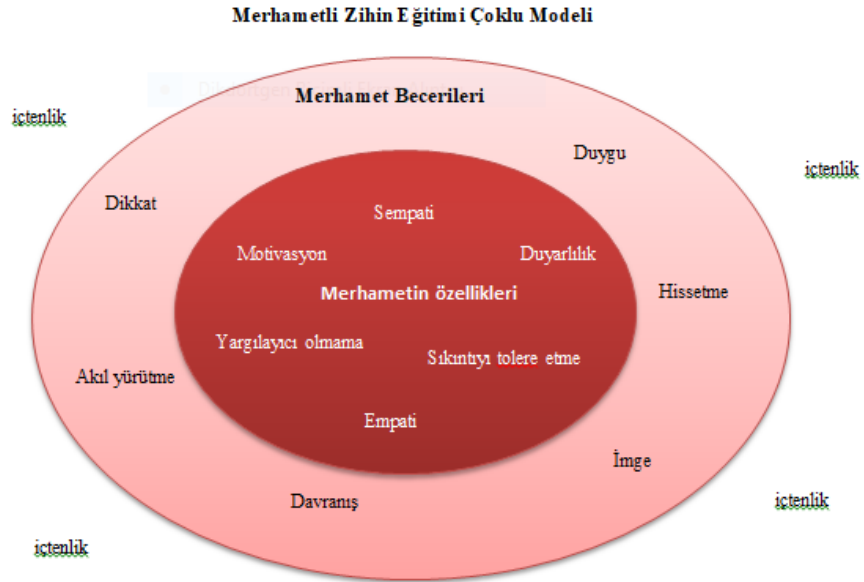 Merhametli Zihin Eğitimi Çoklu Modeli
Merhamet Becerileri
içtenlik
Duygu
içtenlik
Dikkat
Sempati
Motivasyon
Duyarlılık
Merhametin özellikleri
Hissetme
Yargılayıcı olmama
Sıkıntıyı tolere etme
Akıl yürütme
Empati
İmge
Davranış
içtenlik
içtenlik